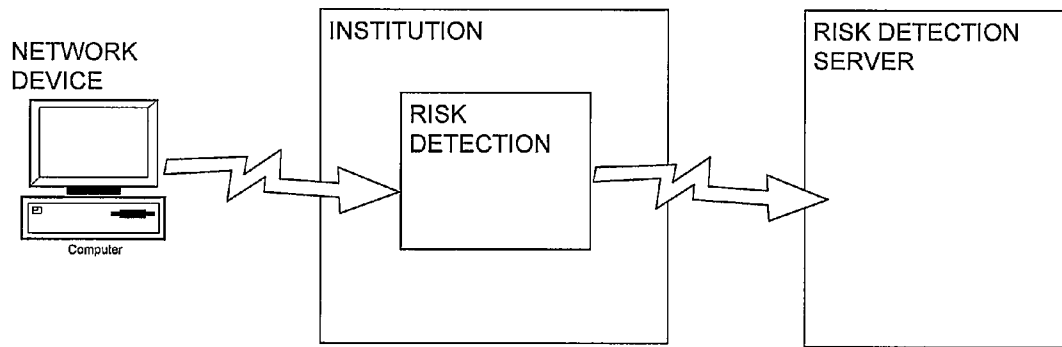 NETWORK
DEVICE
Computer
INSTITUTION
RISK
DETECTION
RISK DETECTION
SERVER